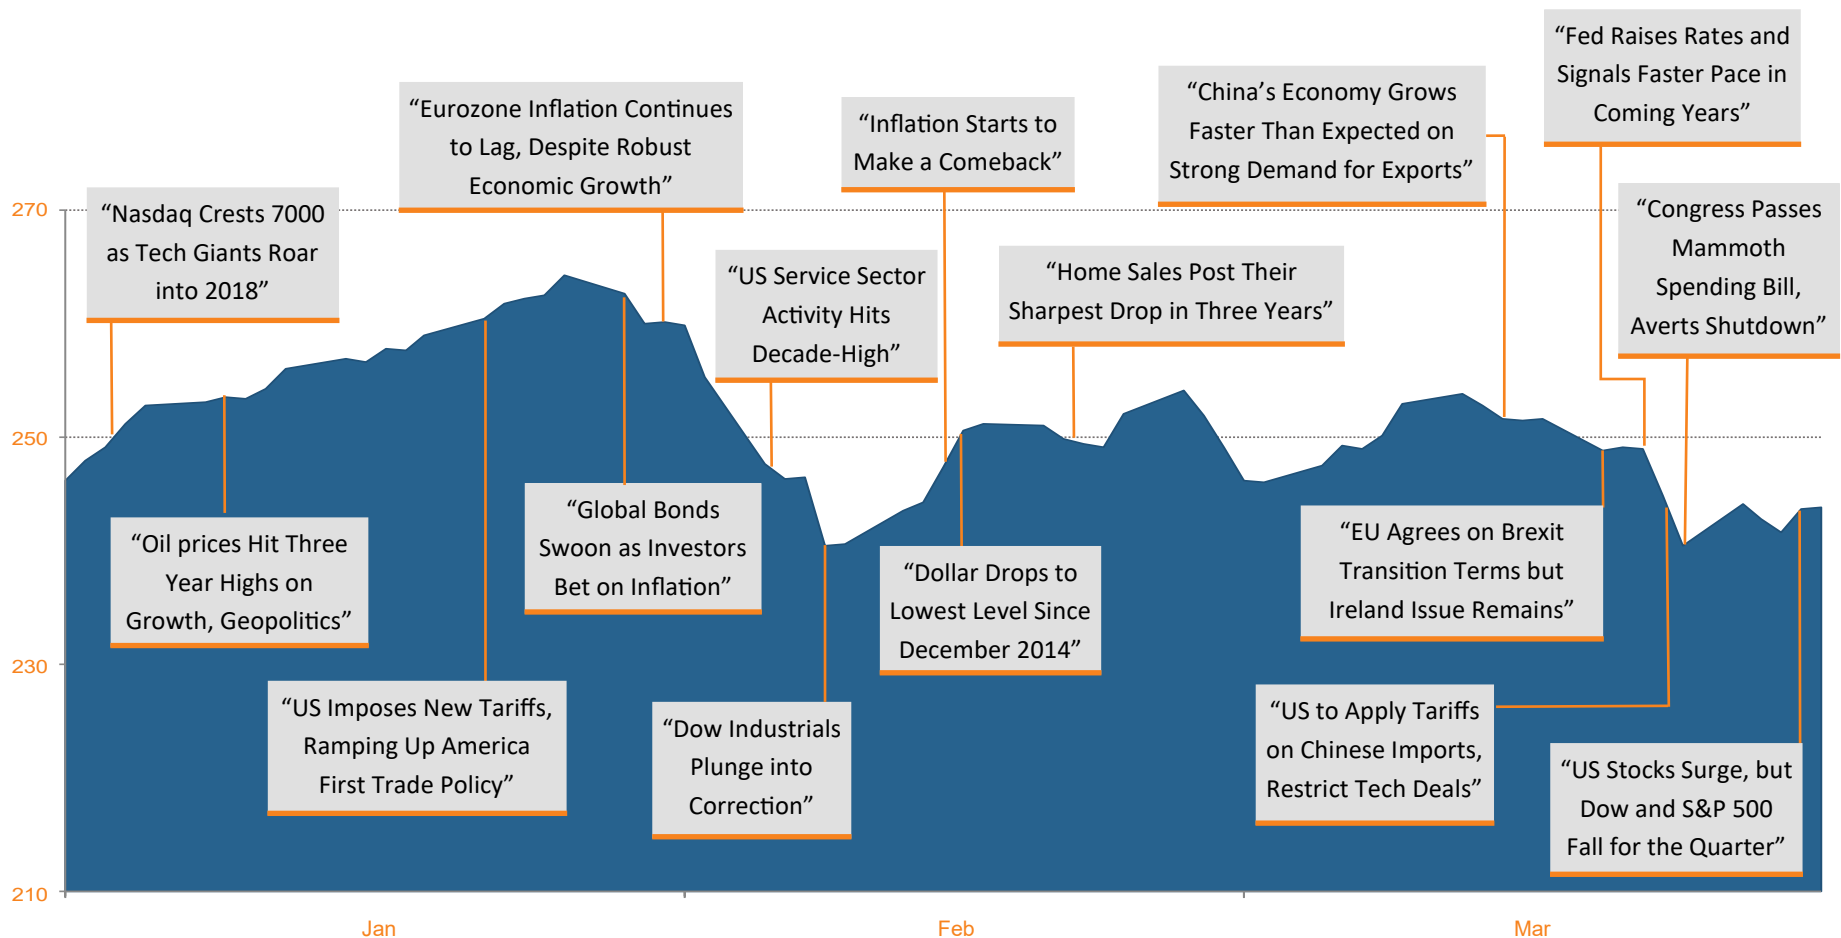 “Fed Raises Rates and
Signals Faster Pace in
Coming Years”
“China’s Economy Grows
Faster Than Expected on
Strong Demand for Exports”
“Eurozone Inflation Continues
to Lag, Despite Robust
Economic Growth”
“Inflation Starts to
Make a Comeback”
“Nasdaq Crests 7000
as Tech Giants Roar
into 2018”
“Congress Passes
Mammoth
Spending Bill,
Averts Shutdown”
“US Service Sector
Activity Hits
Decade-High”
“Home Sales Post Their
Sharpest Drop in Three Years”
270
250
230
210
“Oil prices Hit Three
Year Highs on
Growth, Geopolitics”
“Global Bonds
Swoon as Investors
Bet on Inflation”
“Dollar Drops to
Lowest Level Since
December 2014”
“EU Agrees on Brexit
Transition Terms but
Ireland Issue Remains”
“US Imposes New Tariffs,
Ramping Up America
First Trade Policy”
“Dow Industrials
Plunge into
Correction”
“US to Apply Tariffs
on Chinese Imports,
Restrict Tech Deals”
“US Stocks Surge, but
Dow and S&P 500
Fall for the Quarter”
Jan
Feb
Mar